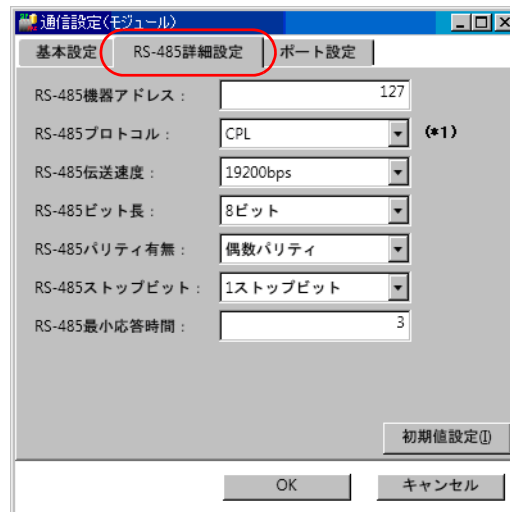 通信設定(モジュール)
基本設定 RS-485詳細設定 ポート設定
RS-485機器アドレス： 127
RS-485プロトコル： CPL (*1)
RS-485伝送速度： 19200bps
RS-485ビット長： 8ビット
RS-485パリティ有無： 偶数パリティ
RS-485ストップビット： 1ストップビット
RS-485最小応答時間： 3
初期値設定(I)
OK キャンセル